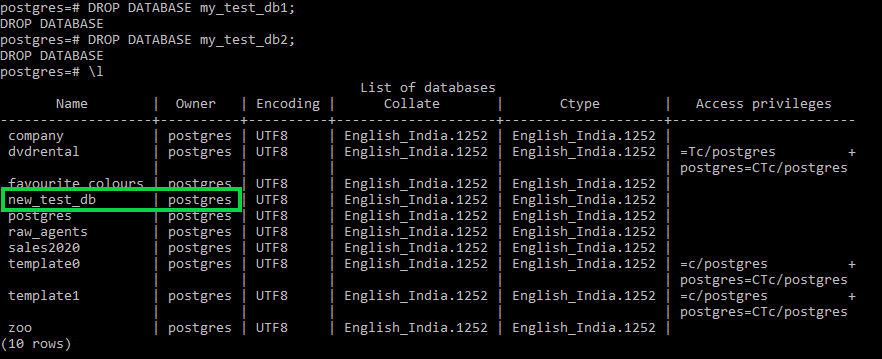 postgres=# DROP DATABASE my_test_db1;
DROP DATABASE
postgres=# DROP DATABASE my_test_db2;
DROP DATABASE
postgres=# \l
                                             List of databases
       Name        |  Owner   | Encoding |      Collate       |       Ctype        |   Access privileges
-------------------+----------+----------+--------------------+--------------------+-----------------------
 company           | postgres | UTF8     | English_India.1252 | English_India.1252 |
 dvdrental         | postgres | UTF8     | English_India.1252 | English_India.1252 | =Tc/postgres         +
                   |          |          |                    |                    | postgres=CTc/postgres
 favourite_colours | postgres | UTF8     | English_India.1252 | English_India.1252 |
 new_test_db       | postgres | UTF8     | English_India.1252 | English_India.1252 |
 postgres          | postgres | UTF8     | English_India.1252 | English_India.1252 |
 raw_agents        | postgres | UTF8     | English_India.1252 | English_India.1252 |
 sales2020         | postgres | UTF8     | English_India.1252 | English_India.1252 |
 template0         | postgres | UTF8     | English_India.1252 | English_India.1252 | =c/postgres          +
                   |          |          |                    |                    | postgres=CTc/postgres
 template1         | postgres | UTF8     | English_India.1252 | English_India.1252 | =c/postgres          +
                   |          |          |                    |                    | postgres=CTc/postgres
 zoo               | postgres | UTF8     | English_India.1252 | English_India.1252 |
(10 rows)